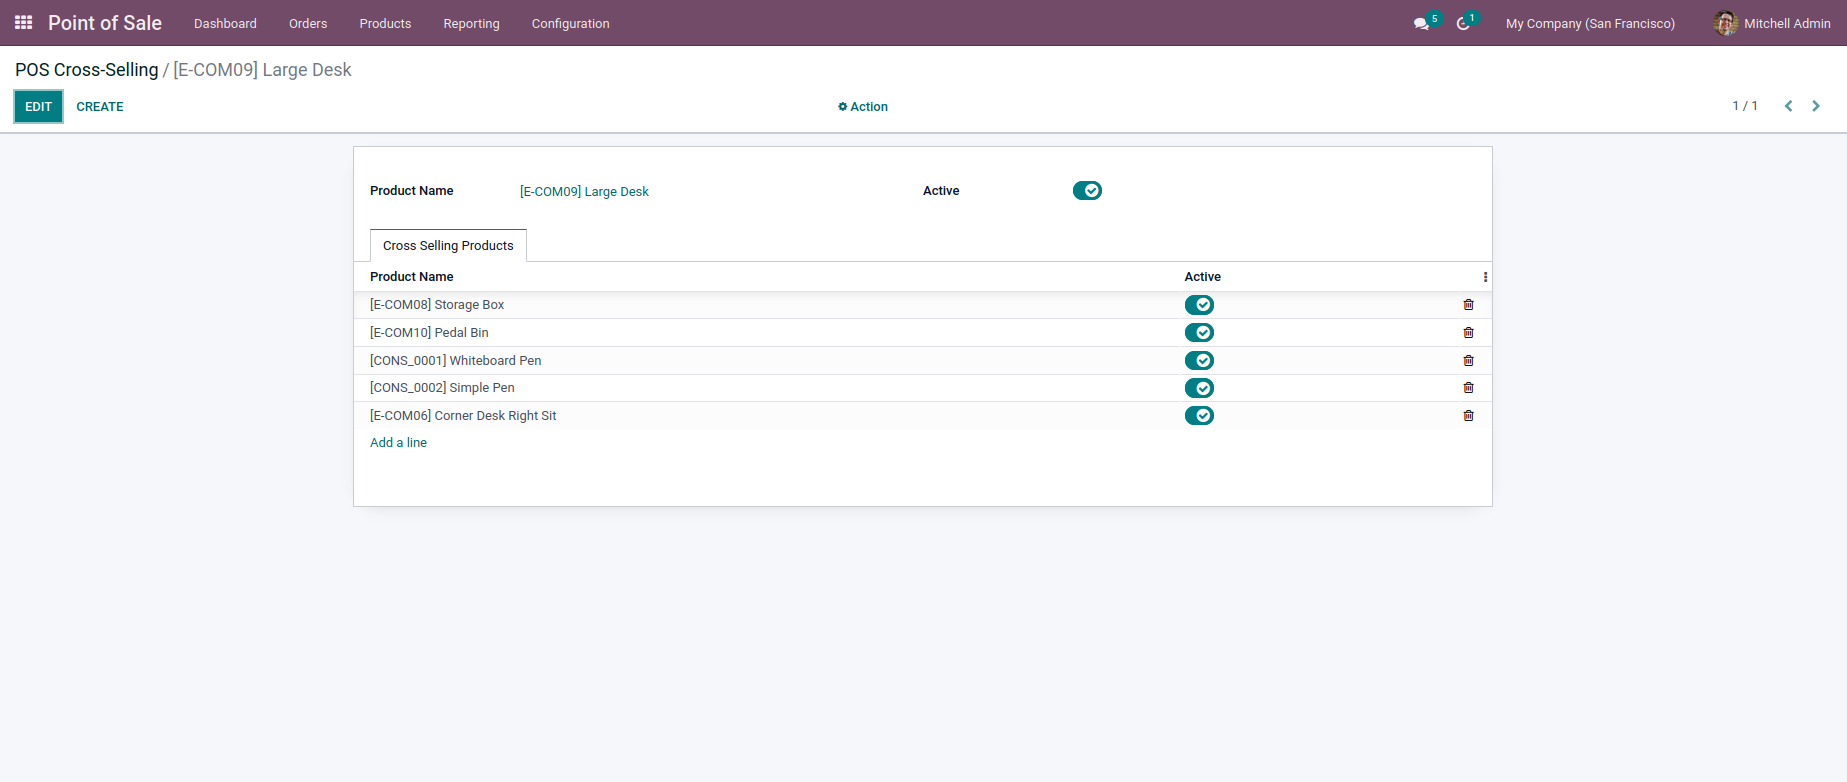 Point of Sale Dashboard Orders Products Reporting Configuration 5 1 My Company (San Francisco) Mitchell Admin
POS Cross-Selling / [E-COM09] Large Desk
EDIT CREATE Action 1 / 1
Product Name [E-COM09] Large Desk Active
Cross Selling Products
Product Name Active
[E-COM08] Storage Box
[E-COM10] Pedal Bin
[CONS_0001] Whiteboard Pen
[CONS_0002] Simple Pen
[E-COM06] Corner Desk Right Sit
Add a line